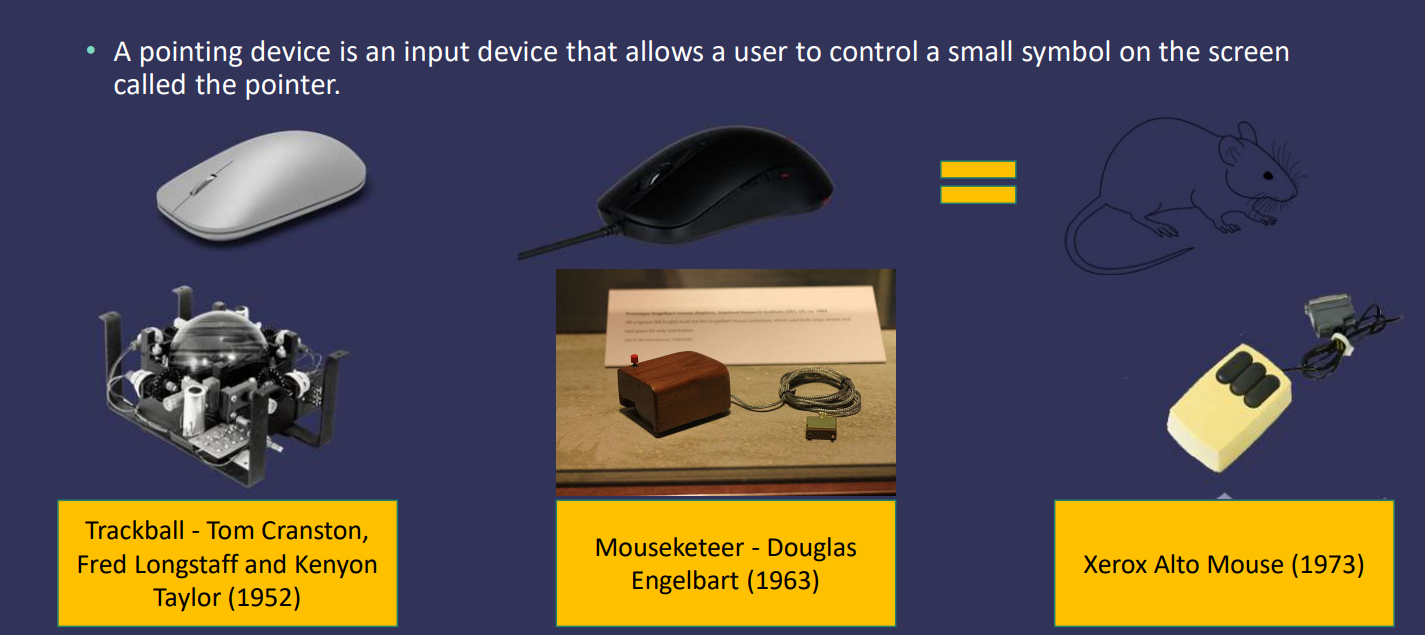 • A pointing device is an input device that allows a user to control a small symbol on the screen
called the pointer.
Trackball - Tom Cranston,
Fred Longstaff and Kenyon
Taylor (1952)
Mouseketeer - Douglas
Engelbart (1963)
Xerox Alto Mouse (1973)